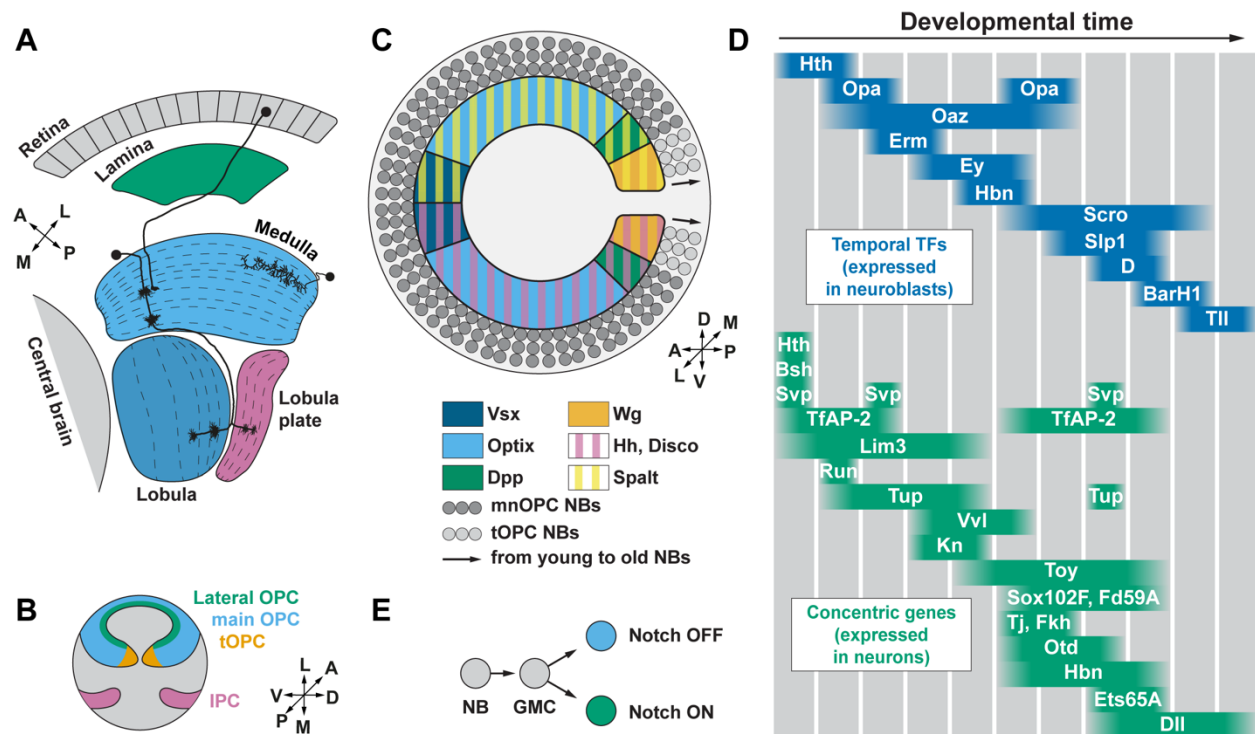 A
Retina
Lamina
A
L
M
P
Medulla
Central brain
Lobula
plate
Lobula
B
Lateral OPC
main OPC
tOPC
IPC
L
A
V
D
P
M
C
D
M
A
P
L
V
Vsx
Wg
Optix
Hh, Disco
Dpp
Spalt
mnOPC NBs
tOPC NBs
from young to old NBs
E
Notch OFF
NB
GMC
Notch ON
D
Developmental time
Hth
Opa
Opa
Oaz
Erm
Ey
Hbn
Scro
Slp1
D
BarH1
Tll
Temporal TFs
(expressed
in neuroblasts)
Hth
Bsh
Svp
Svp
Svp
TfAP-2
TfAP-2
Lim3
Run
Tup
Tup
Vvl
Kn
Toy
Sox102F, Fd59A
Tj, Fkh
Otd
Hbn
Ets65A
Dll
Concentric genes
(expressed
in neurons)